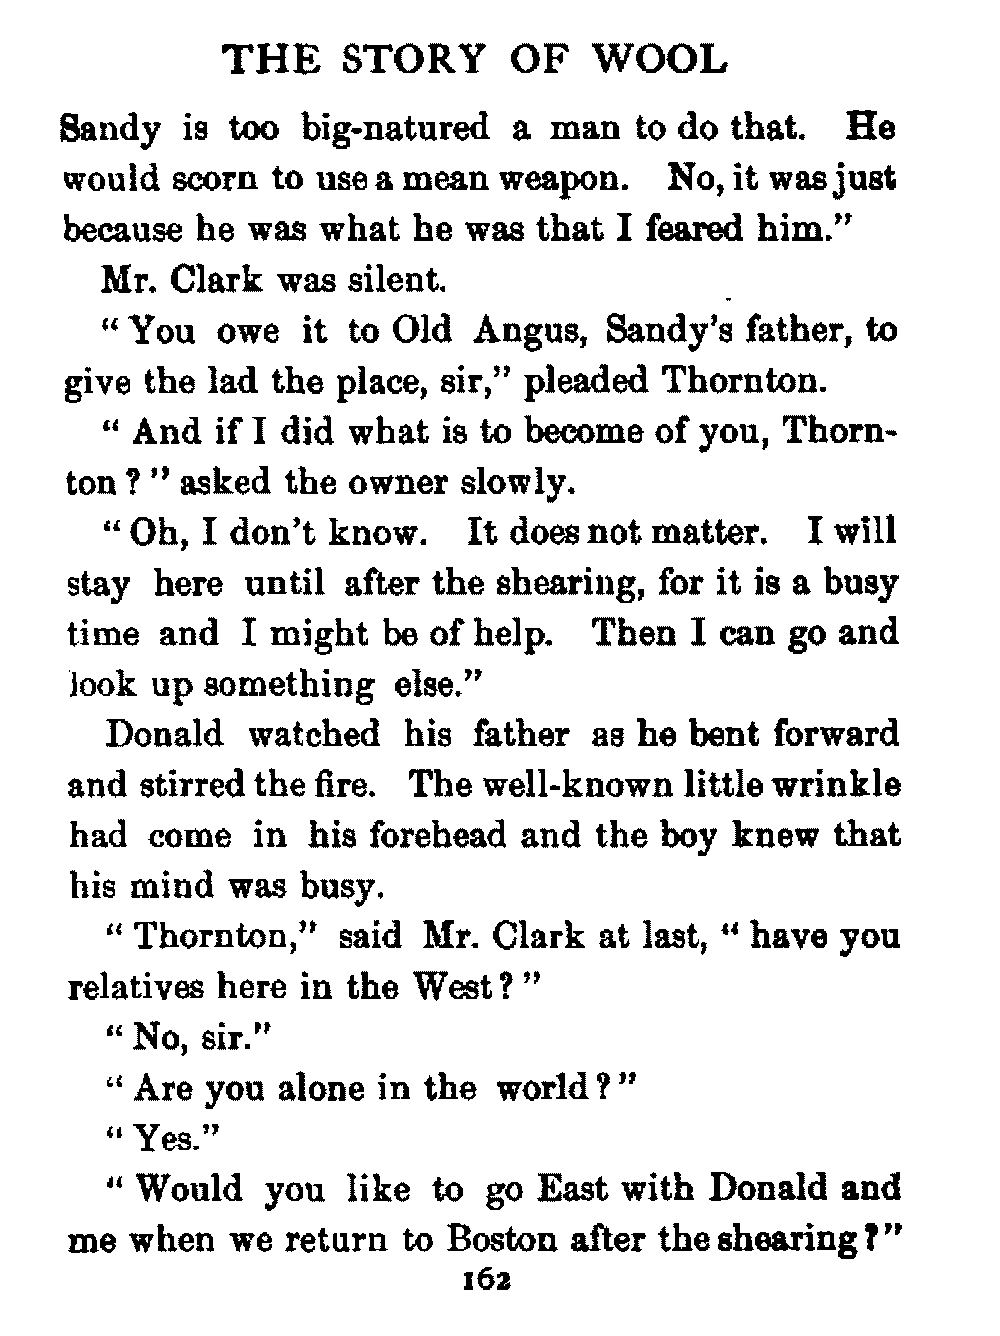 THE STORY OF WOOL
Sandy is too big-natured a man to do that. He
would scorn to use a mean weapon. No, it was just
because he was what he was that I feared him."
Mr. Clark was silent.
"You owe it to Old Angus, Sandy's father, to
give the lad the place, sir," pleaded Thornton.
"And if I did what is to become of you, Thorn-
ton?" asked the owner slowly.
"Oh, I don't know. It does not matter. I will
stay here until after the shearing, for it is a busy
time and I might be of help. Then I can go and
look up something else."
Donald watched his father as he bent forward
and stirred the fire. The well-known little wrinkle
had come in his forehead and the boy knew that
his mind was busy.
"Thornton," said Mr. Clark at last, "have you
relatives here in the West?"
"No, sir."
"Are you alone in the world?"
"Yes."
"Would you like to go East with Donald and
me when we return to Boston after the shearing?"
162